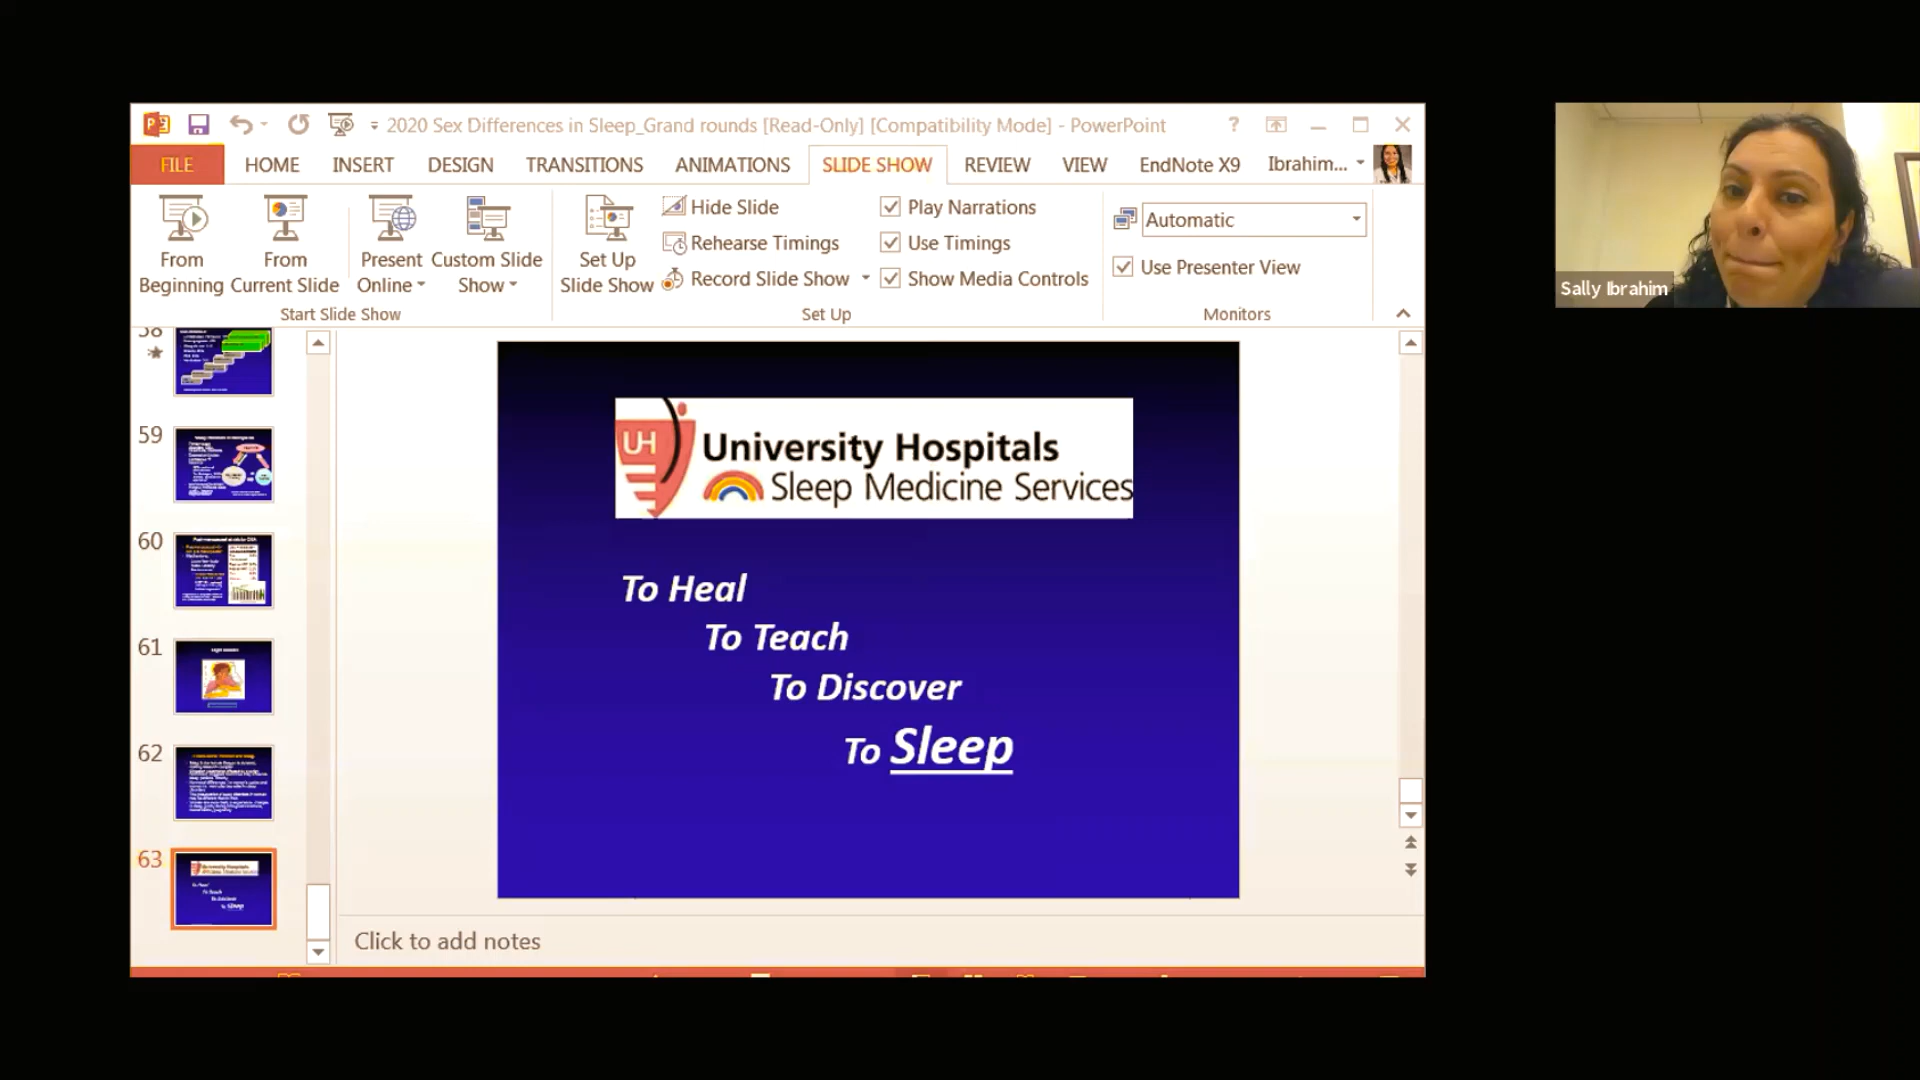 2020 Sex Differences in Sleep_Grand rounds [Read-Only] [Compatibility Mode] - PowerPoint
FILE HOME INSERT DESIGN TRANSITIONS ANIMATIONS SLIDE SHOW REVIEW VIEW EndNote X9 Ibrahim...
From Beginning
From Current Slide
Present Online
Custom Slide Show
Set Up Slide Show
Hide Slide
Rehearse Timings
Record Slide Show
Play Narrations
Use Timings
Show Media Controls
Automatic
Use Presenter View
Start Slide Show
Set Up
Monitors
58
59
60
61
62
63
UH
University Hospitals
Sleep Medicine Services
To Heal
To Teach
To Discover
To Sleep
Click to add notes
Sally Ibrahim